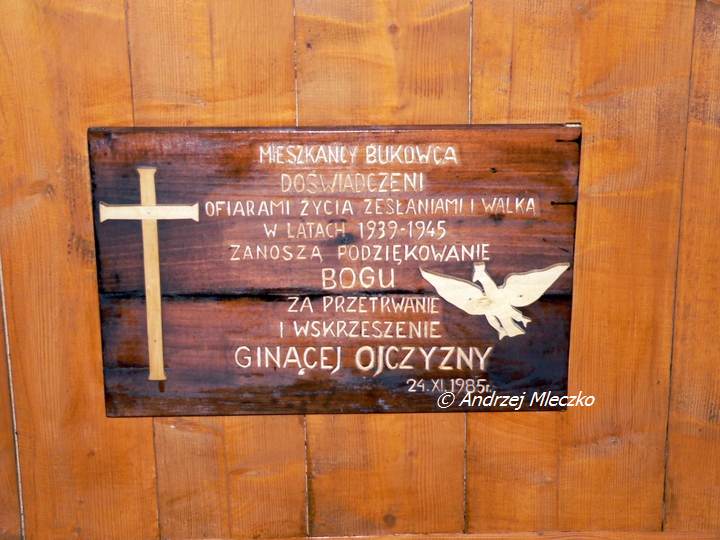 MIESZKAŃCY BUKOWCA
DOŚWIADCZENI
OFIARAMI ŻYCIA ZESŁANIAMI I WALKĄ
W LATACH 1939-1945
ZANOSZĄ PODZIĘKOWANIE
BOGU
ZA PRZETRWANIE
I WSKRZESZENIE
GINĄCEJ OJCZYZNY
24.XI.1985r.
© Andrzej Mleczko